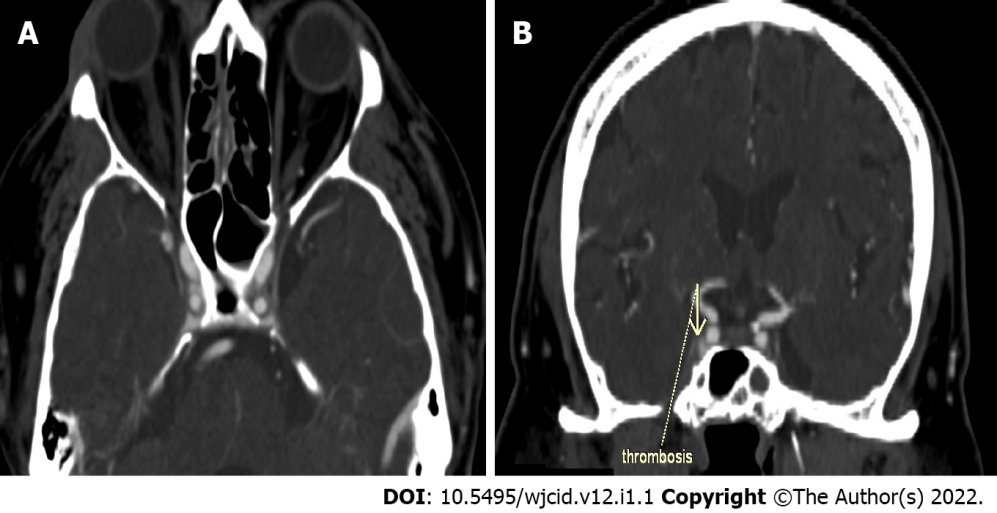 A
B
thrombosis
DOI: 10.5495/wjcid.v12.i1.1 Copyright ©The Author(s) 2022.